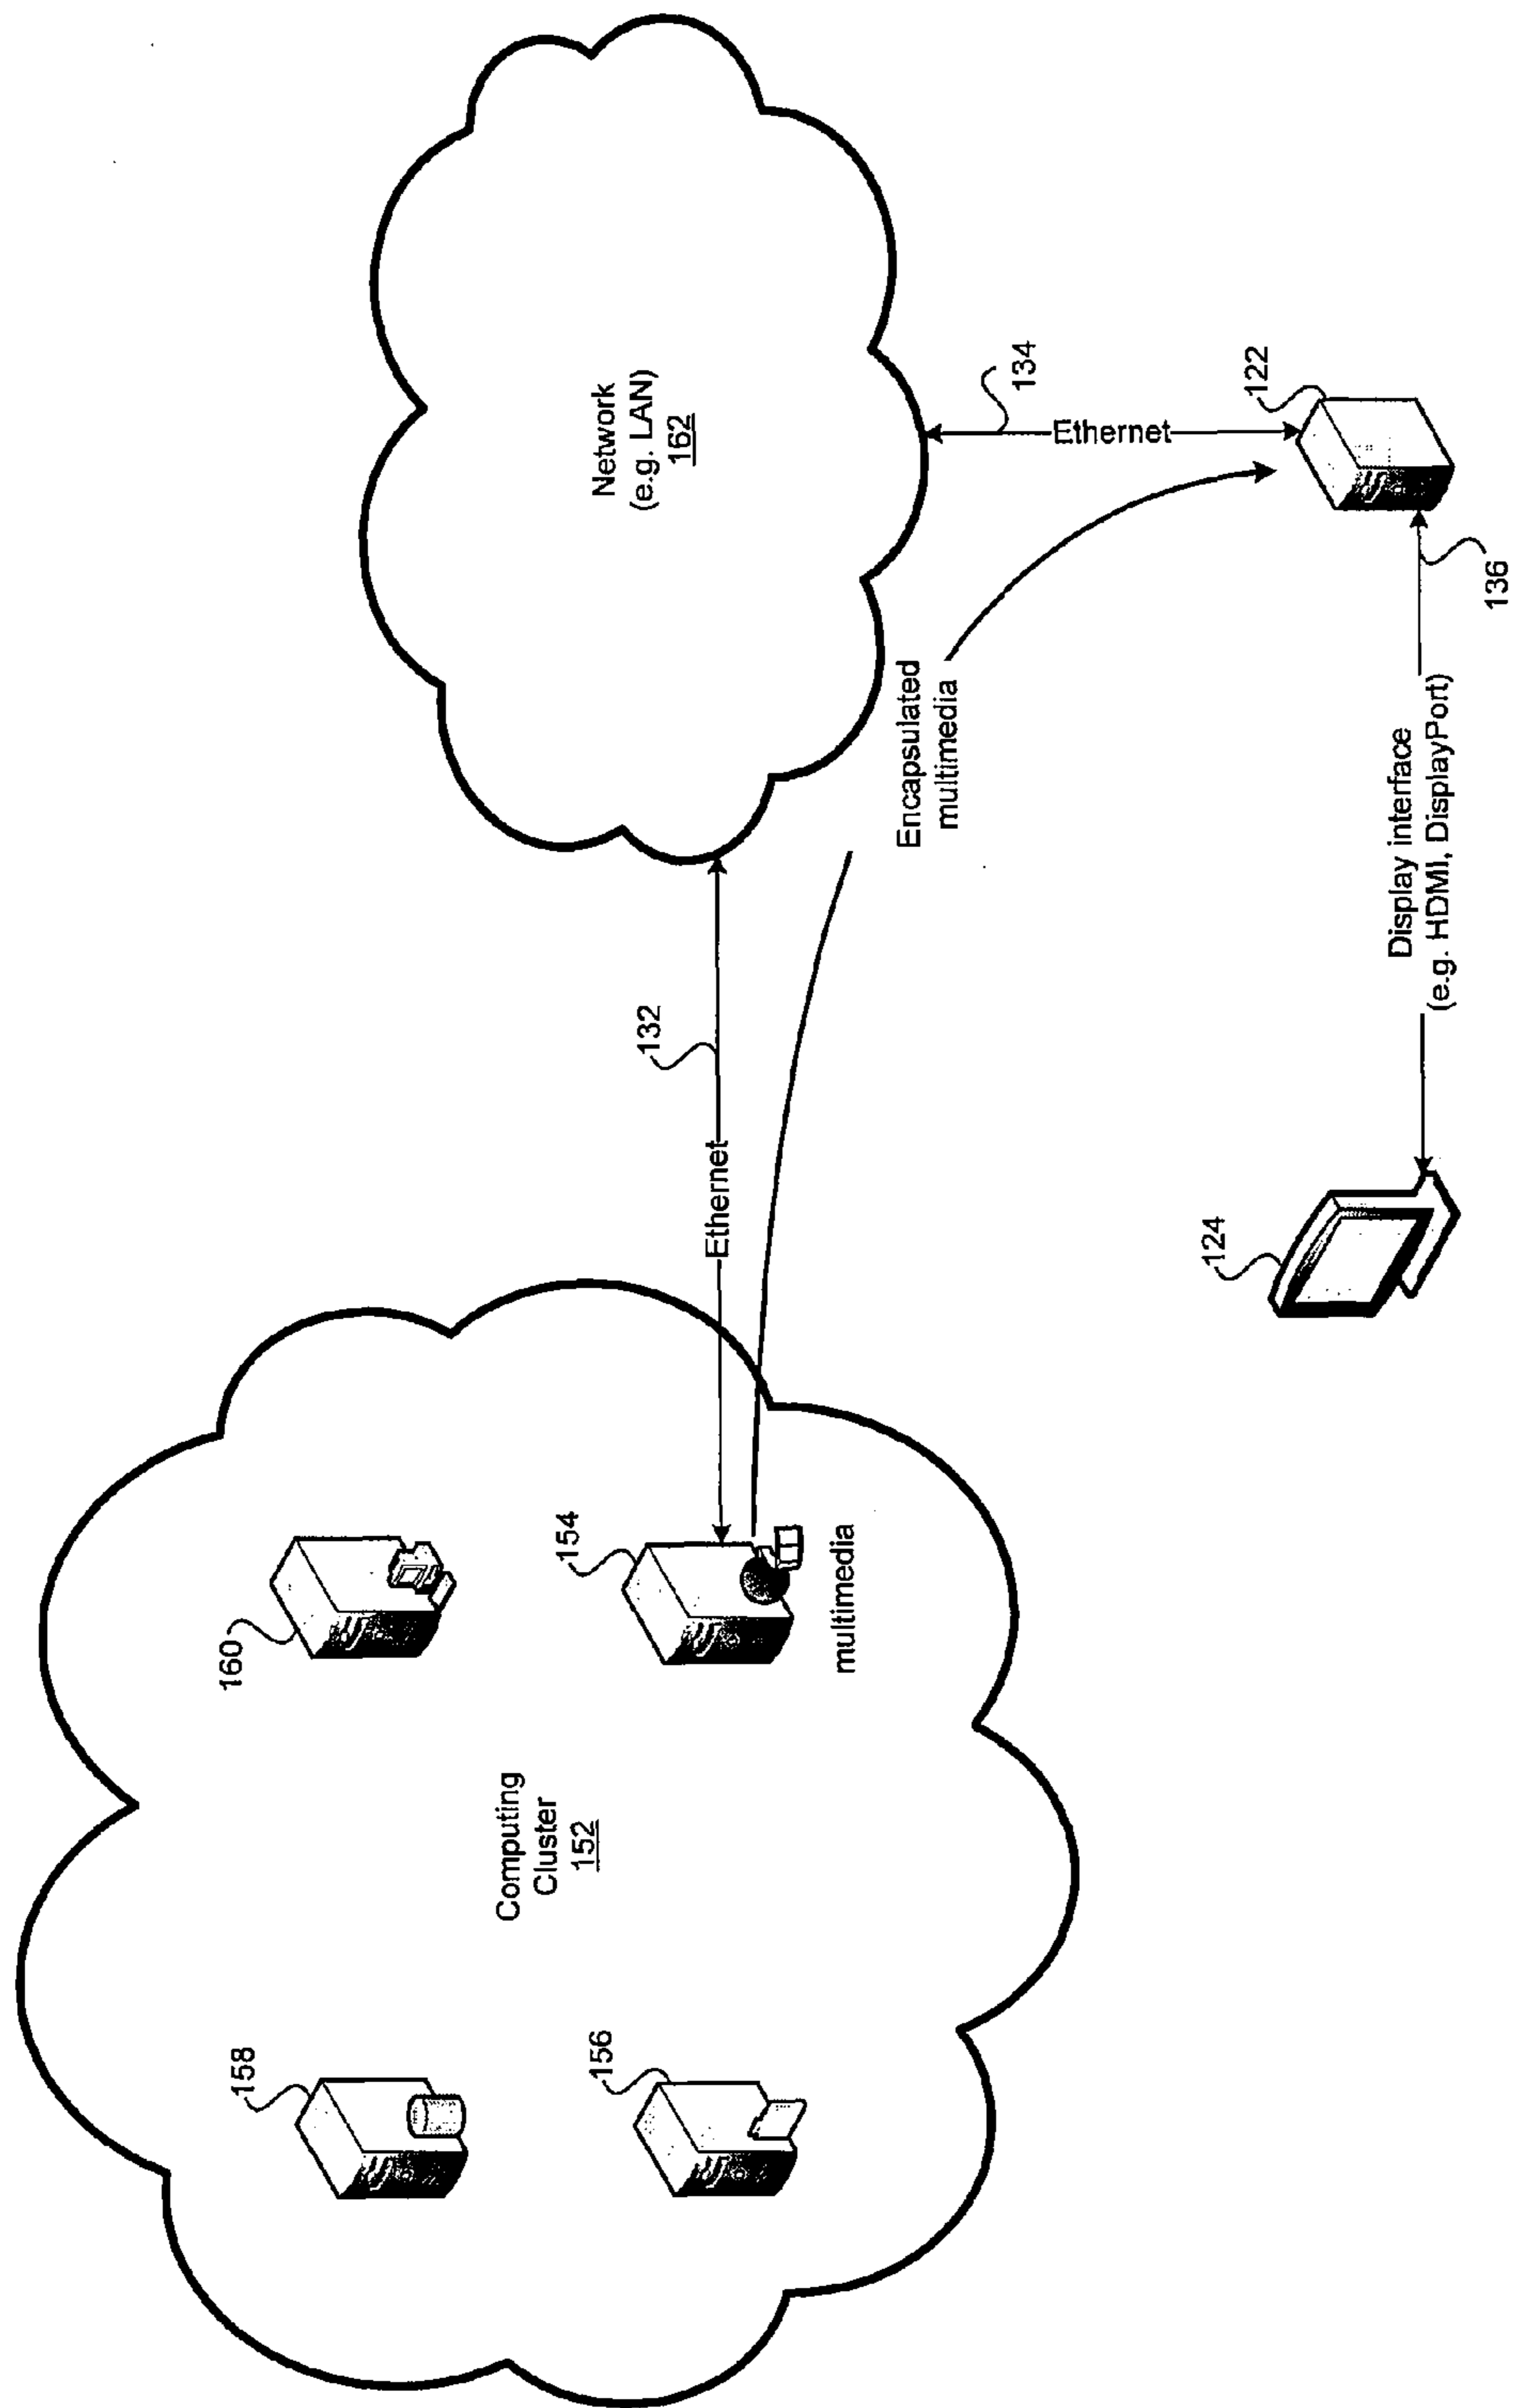 158
160
156
Computing
Cluster
152
154
multimedia
Ethernet
132
Network
(e.g. LAN)
162
Encapsulated
multimedia
134
Ethernet
122
124
Display interface
(e.g. HDMI, DisplayPort)
136